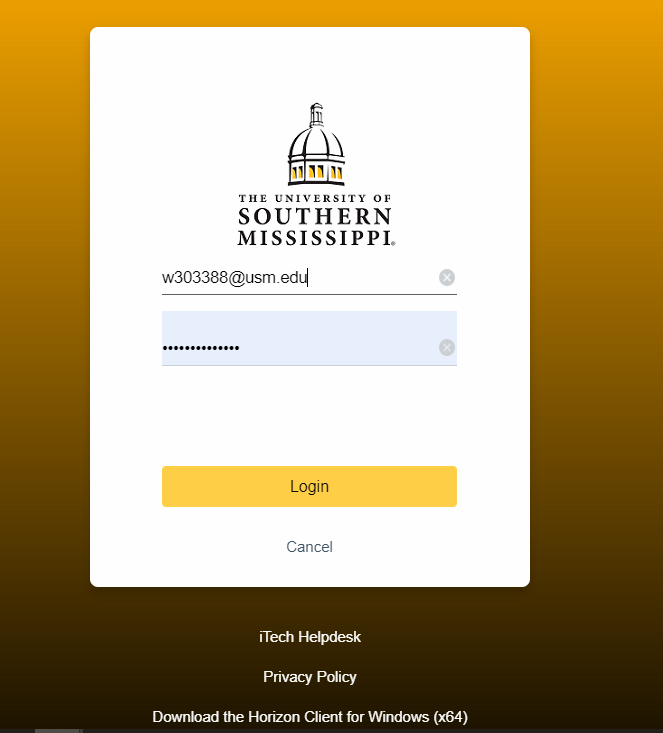 THE UNIVERSITY OF
SOUTHERN
MISSISSIPPI®
w303388@usm.edu
••••••••••••••
Login
Cancel
iTech Helpdesk
Privacy Policy
Download the Horizon Client for Windows (x64)